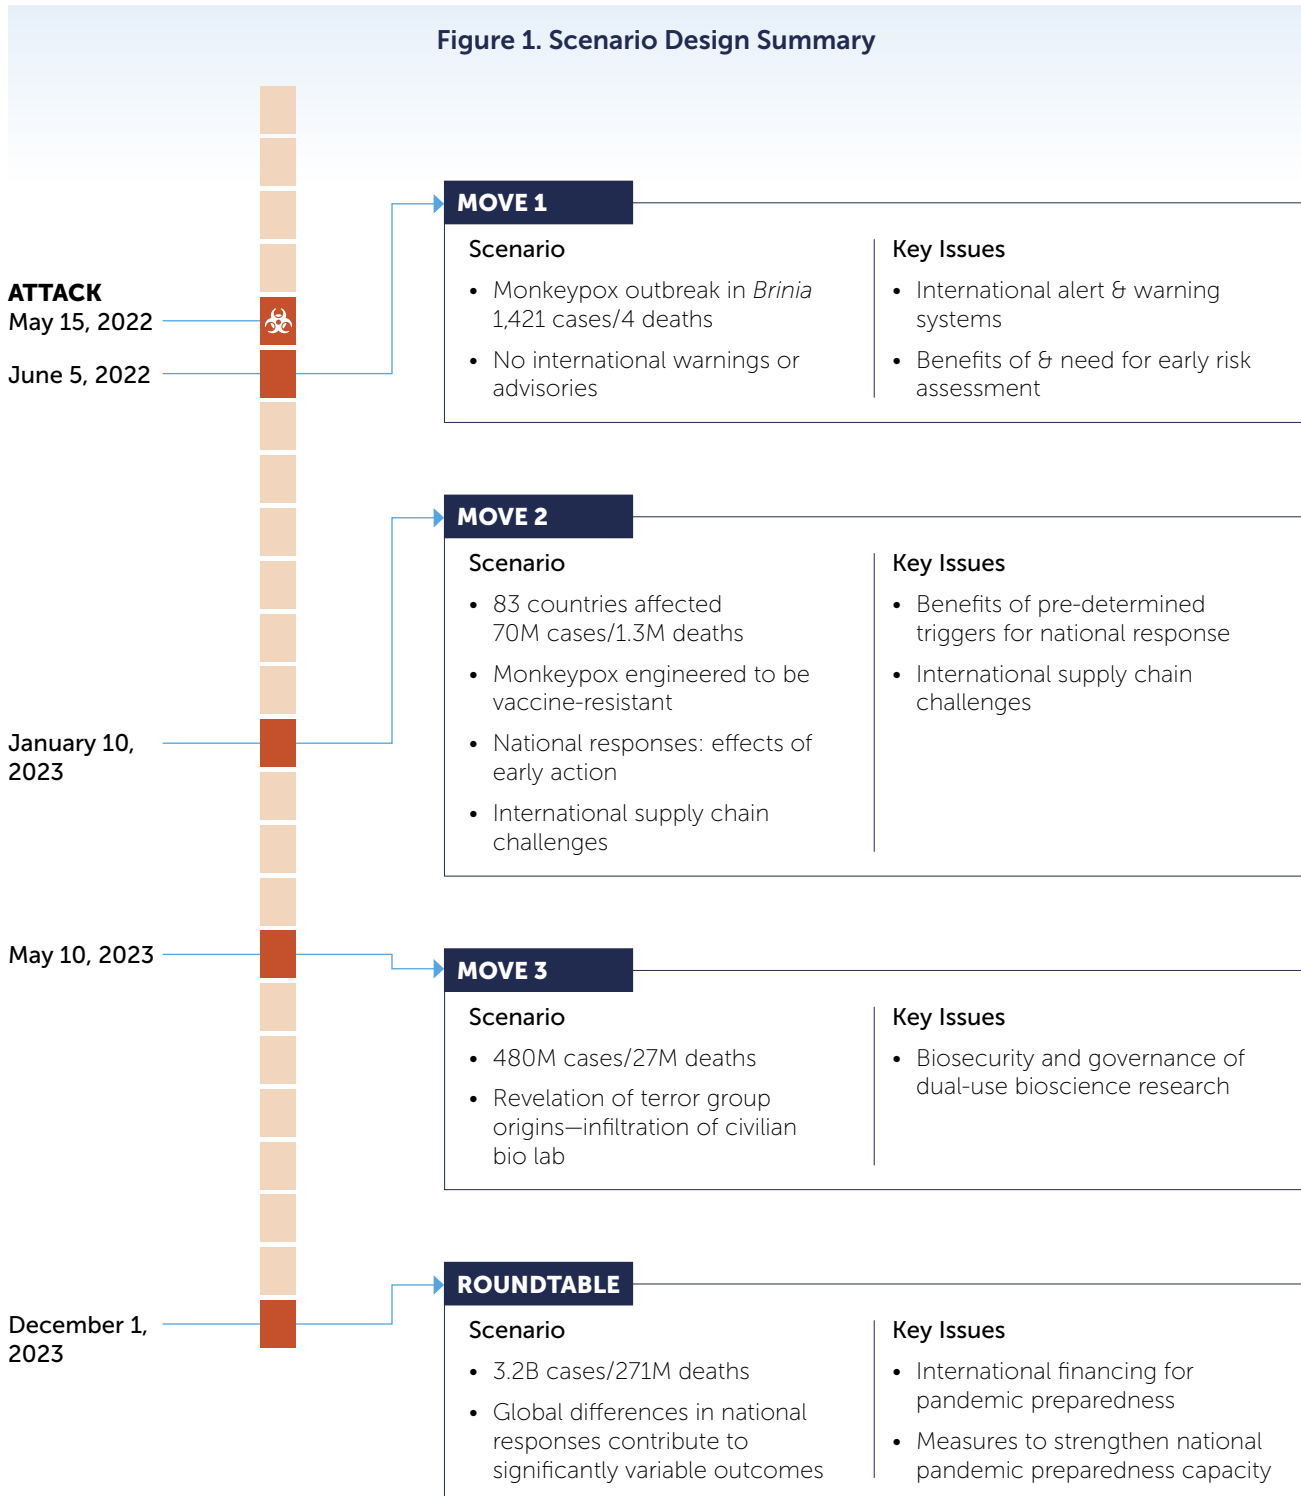 Figure 1. Scenario Design Summary
ATTACK
May 15, 2022
June 5, 2022
MOVE 1
Scenario
• Monkeypox outbreak in Brinia
1,421 cases/4 deaths
• No international warnings or
advisories
Key Issues
• International alert & warning
systems
• Benefits of & need for early risk
assessment
January 10,
2023
MOVE 2
Scenario
• 83 countries affected
70M cases/1.3M deaths
• Monkeypox engineered to be
vaccine-resistant
• National responses: effects of
early action
• International supply chain
challenges
Key Issues
• Benefits of pre-determined
triggers for national response
• International supply chain
challenges
May 10, 2023
MOVE 3
Scenario
• 480M cases/27M deaths
• Revelation of terror group
origins—infiltration of civilian
bio lab
Key Issues
• Biosecurity and governance of
dual-use bioscience research
December 1,
2023
ROUNDTABLE
Scenario
• 3.2B cases/271M deaths
• Global differences in national
responses contribute to
significantly variable outcomes
Key Issues
• International financing for
pandemic preparedness
• Measures to strengthen national
pandemic preparedness capacity